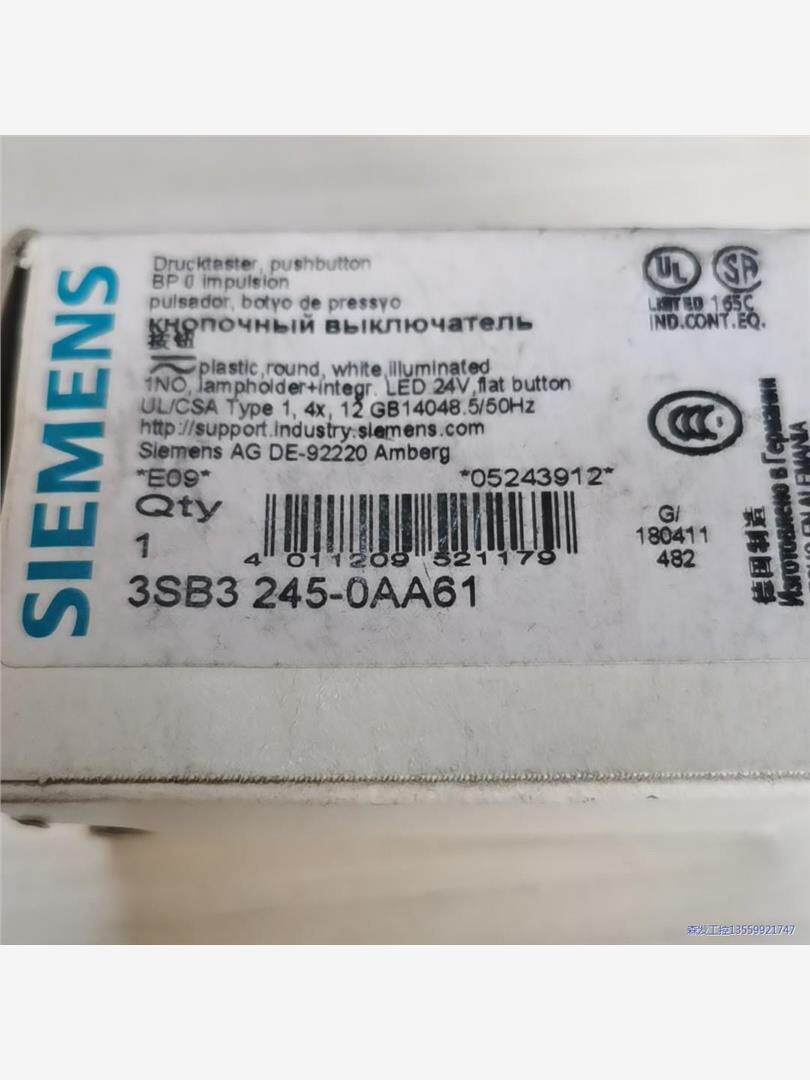 SIEMENS
Drucktaster, pushbutton
BP 0 impulsion
pulsador, botyo de pressyo
кнопочный выключатель
按钮
plastic,round, white,illuminated
1NO, lampholder+integr. LED 24V,flat button
UL/CSA Type 1, 4x, 12 GB14048.5/50Hz
http://support.industry.siemens.com
Siemens AG DE-92220 Amberg
*E09* *05243912*
Qty
1
4 011209 521179
3SB3 245-0AA61
UL SA
LISTED 165C
IND.CONT.EQ.
CCC
G/
180411
482
德国制造
Изготовлено в Германии
ALEMANIA
森发工控13559921747